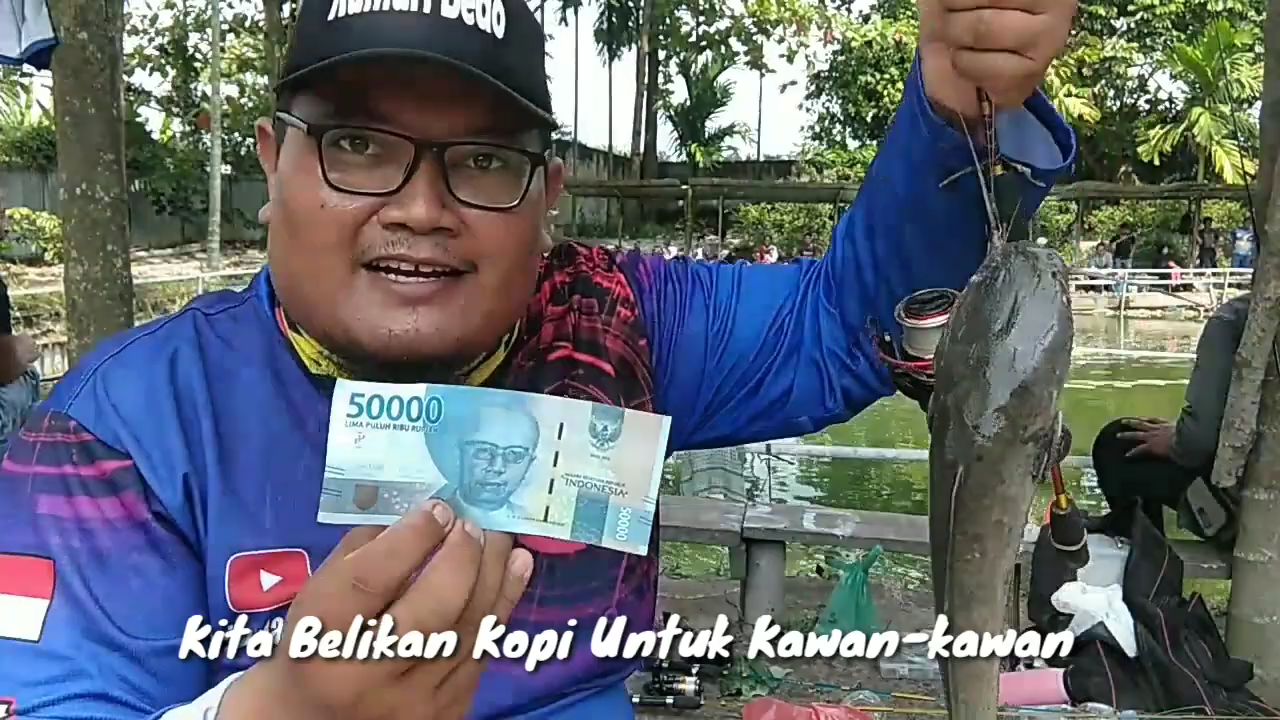 50000
LIMA PULUH RIBU RUPIAH
INDONESIA
50000
Kita Belikan Kopi Untuk Kawan-kawan